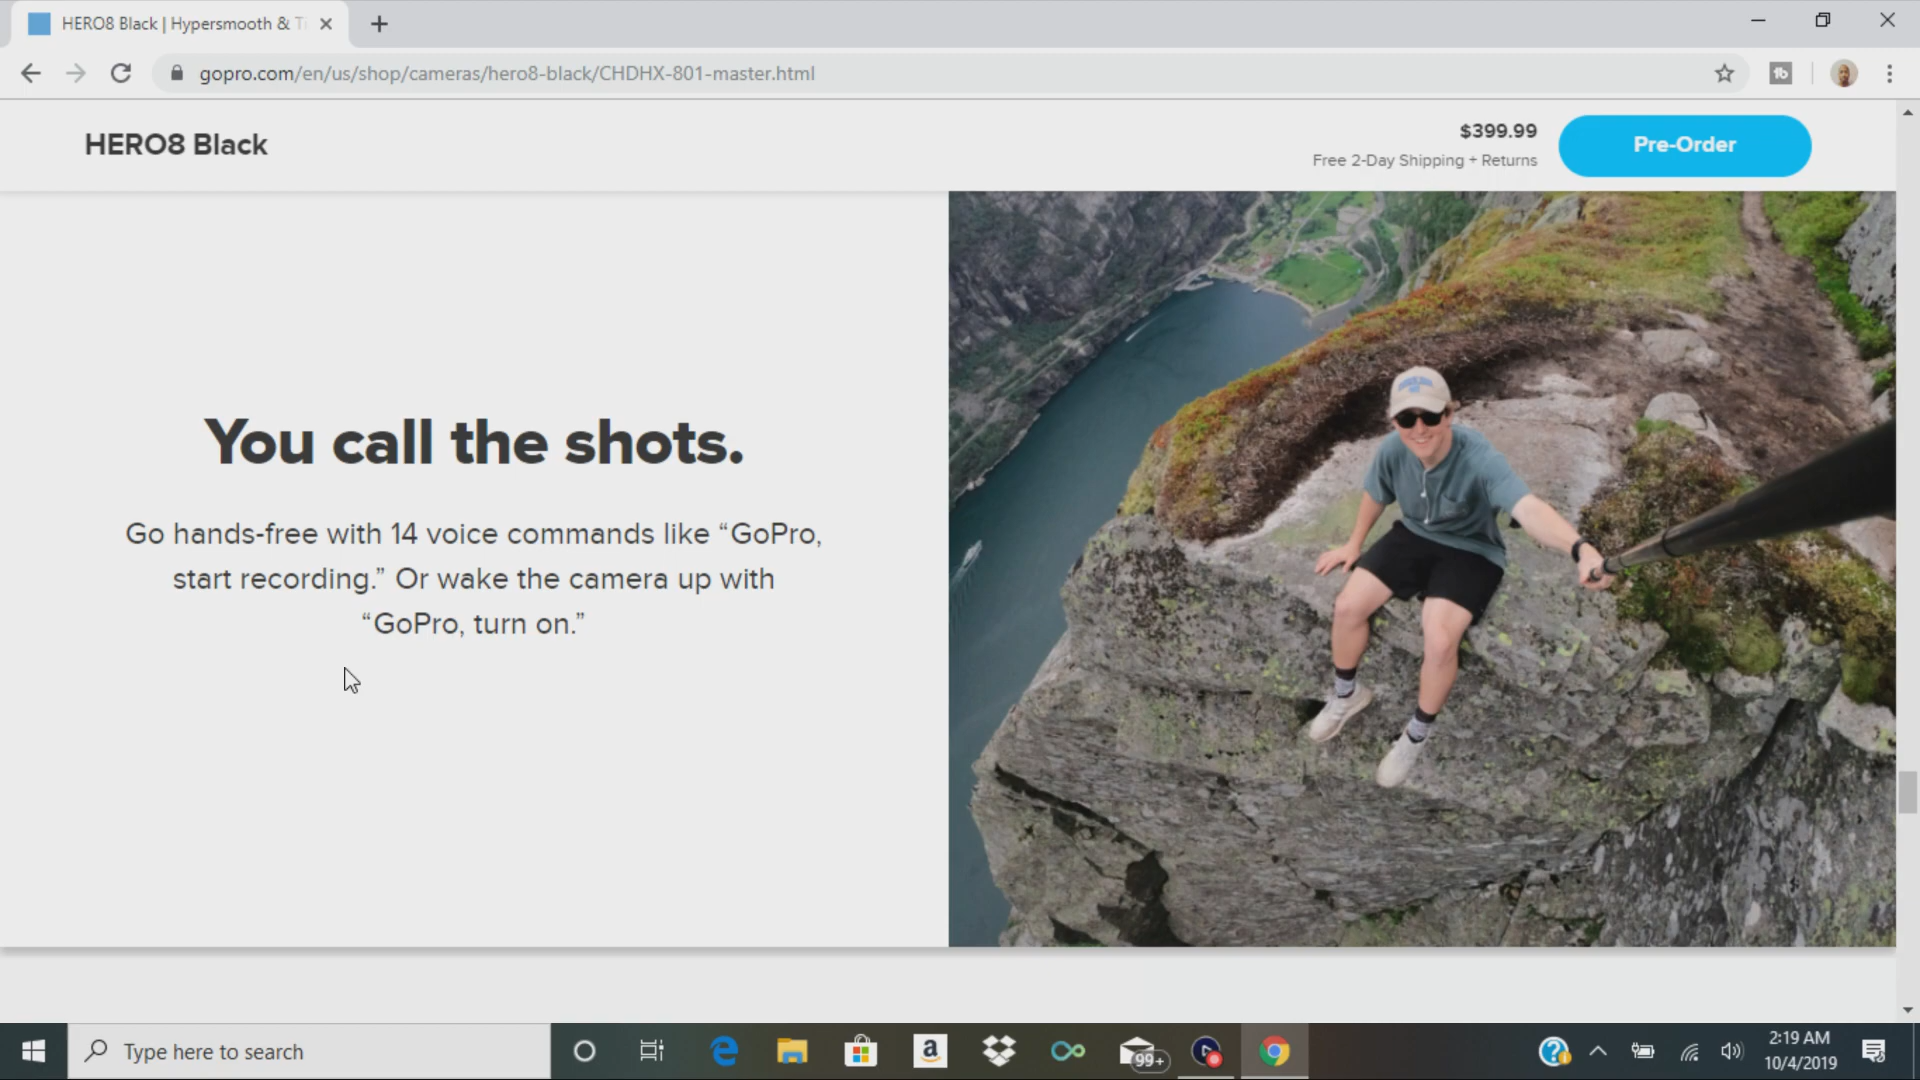 HERO8 Black | Hypersmooth & Ti
gopro.com/en/us/shop/cameras/hero8-black/CHDHX-801-master.html
HERO8 Black
$399.99
Free 2-Day Shipping + Returns
Pre-Order
You call the shots.
Go hands-free with 14 voice commands like “GoPro,
start recording.” Or wake the camera up with
“GoPro, turn on.”
Type here to search
99+
2:19 AM
10/4/2019